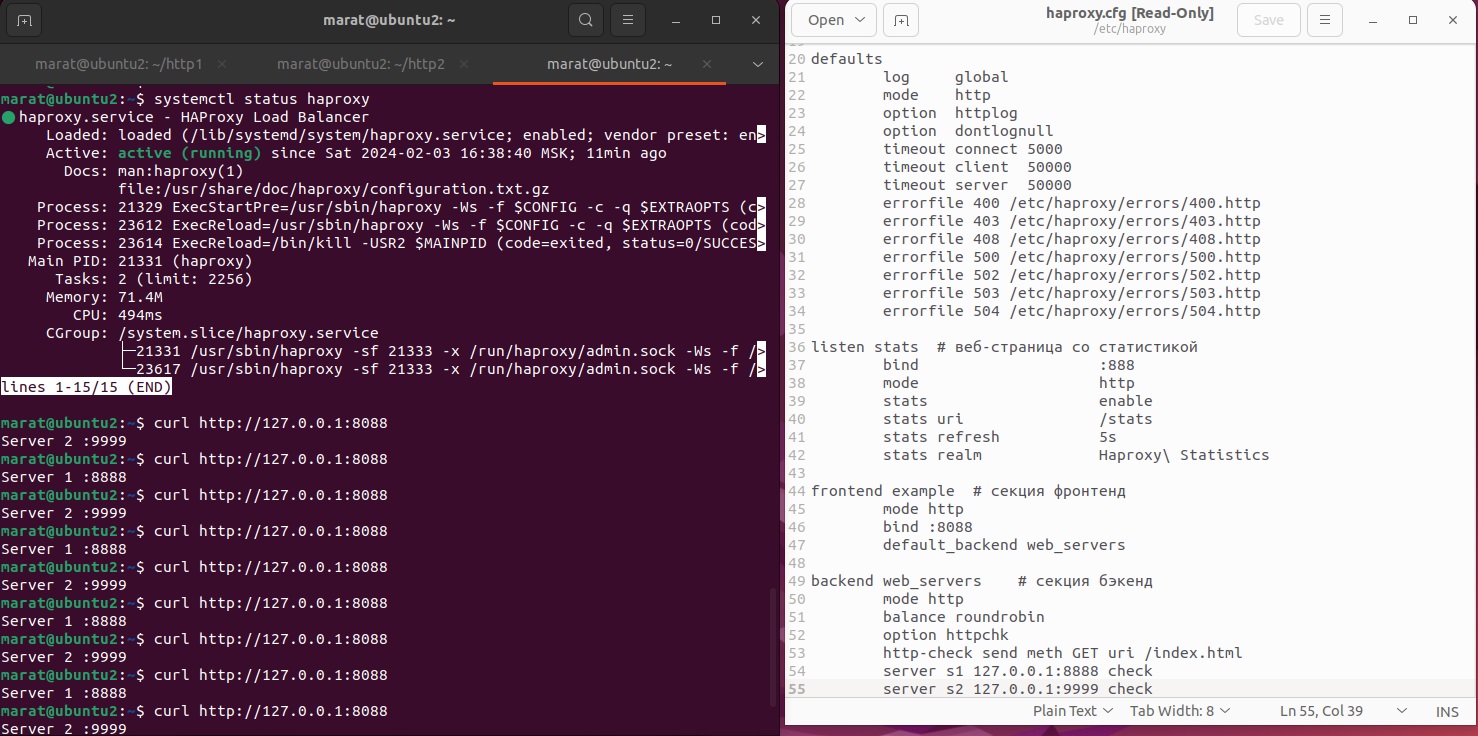 marat@ubuntu2: ~
marat@ubuntu2: ~/http1
marat@ubuntu2: ~/http2
marat@ubuntu2: ~
marat@ubuntu2:~$ systemctl status haproxy
haproxy.service - HAProxy Load Balancer
Loaded: loaded (/lib/systemd/system/haproxy.service; enabled; vendor preset: en>
Active: active (running) since Sat 2024-02-03 16:38:40 MSK; 11min ago
Docs: man:haproxy(1)
file:/usr/share/doc/haproxy/configuration.txt.gz
Process: 21329 ExecStartPre=/usr/sbin/haproxy -Ws -f $CONFIG -c -q $EXTRAOPTS (c>
Process: 23612 ExecReload=/usr/sbin/haproxy -Ws -f $CONFIG -c -q $EXTRAOPTS (cod>
Process: 23614 ExecReload=/bin/kill -USR2 $MAINPID (code=exited, status=0/SUCCES>
Main PID: 21331 (haproxy)
Tasks: 2 (limit: 2256)
Memory: 71.4M
CPU: 494ms
CGroup: /system.slice/haproxy.service
├─21331 /usr/sbin/haproxy -sf 21333 -x /run/haproxy/admin.sock -Ws -f />
└─23617 /usr/sbin/haproxy -sf 21333 -x /run/haproxy/admin.sock -Ws -f />
lines 1-15/15 (END)
marat@ubuntu2:~$ curl http://127.0.0.1:8088
Server 2 :9999
marat@ubuntu2:~$ curl http://127.0.0.1:8088
Server 1 :8888
marat@ubuntu2:~$ curl http://127.0.0.1:8088
Server 2 :9999
marat@ubuntu2:~$ curl http://127.0.0.1:8088
Server 1 :8888
marat@ubuntu2:~$ curl http://127.0.0.1:8088
Server 2 :9999
marat@ubuntu2:~$ curl http://127.0.0.1:8088
Server 1 :8888
marat@ubuntu2:~$ curl http://127.0.0.1:8088
Server 2 :9999
marat@ubuntu2:~$ curl http://127.0.0.1:8088
Server 1 :8888
marat@ubuntu2:~$ curl http://127.0.0.1:8088
Server 2 :9999
Open
haproxy.cfg [Read-Only]
/etc/haproxy
Save
20 defaults
21 log global
22 mode http
23 option httplog
24 option dontlognull
25 timeout connect 5000
26 timeout client 50000
27 timeout server 50000
28 errorfile 400 /etc/haproxy/errors/400.http
29 errorfile 403 /etc/haproxy/errors/403.http
30 errorfile 408 /etc/haproxy/errors/408.http
31 errorfile 500 /etc/haproxy/errors/500.http
32 errorfile 502 /etc/haproxy/errors/502.http
33 errorfile 503 /etc/haproxy/errors/503.http
34 errorfile 504 /etc/haproxy/errors/504.http
35
36 listen stats # веб-страница со статистикой
37 bind :888
38 mode http
39 stats enable
40 stats uri /stats
41 stats refresh 5s
42 stats realm Haproxy\ Statistics
43
44 frontend example # секция фронтенд
45 mode http
46 bind :8088
47 default_backend web_servers
48
49 backend web_servers # секция бэкенд
50 mode http
51 balance roundrobin
52 option httpchk
53 http-check send meth GET uri /index.html
54 server s1 127.0.0.1:8888 check
55 server s2 127.0.0.1:9999 check
Plain Text
Tab Width: 8
Ln 55, Col 39
INS